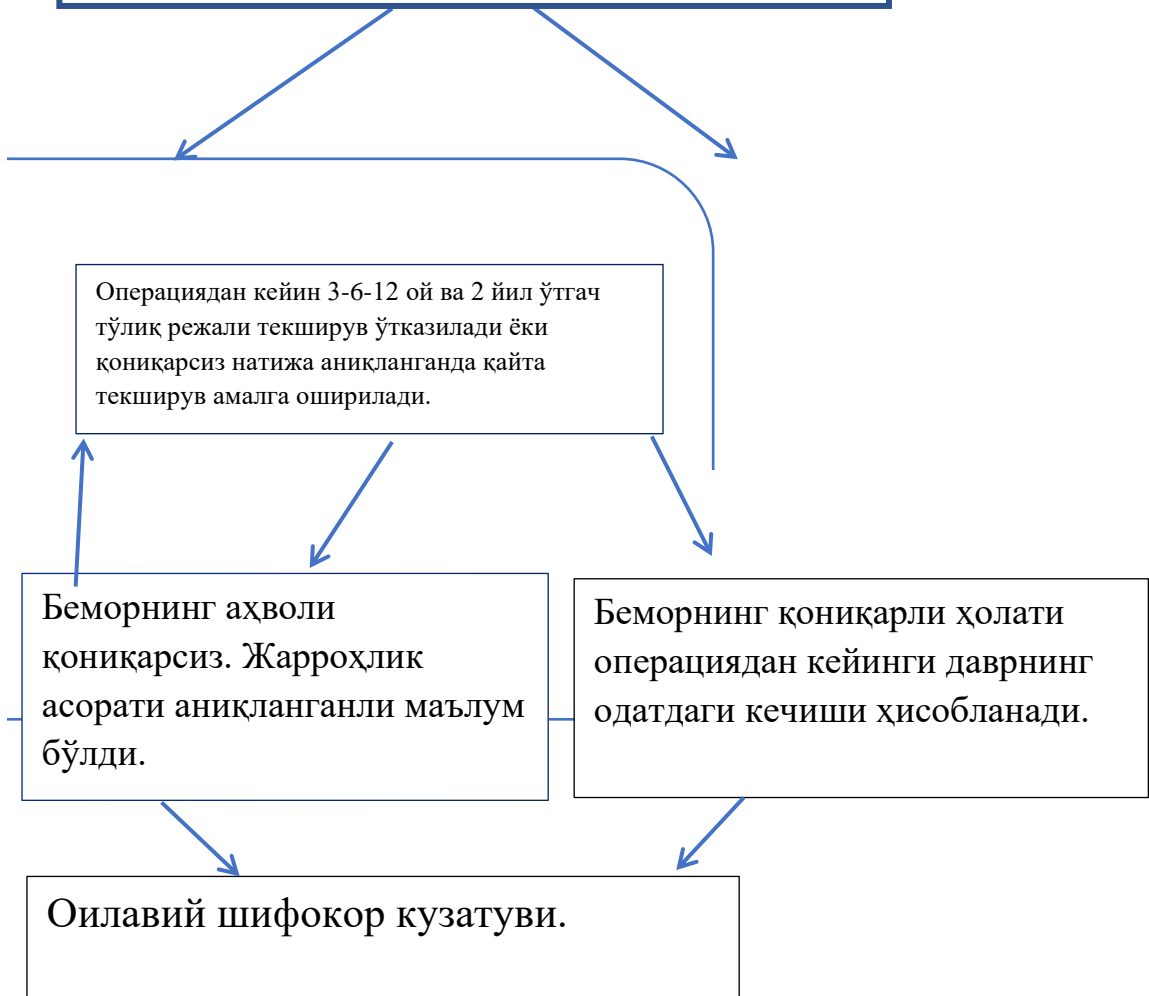 Операциядан кейин 3-6-12 ой ва 2 йил ўтгач
тўлиқ режали текширув ўтказилади ёки
қониқарсиз натижа аниқланганда қайта
текширув амалга оширилади.
Беморнинг аҳволи
қониқарсиз. Жарроҳлик
асорати аниқланганли маълум
бўлди.
Беморнинг қониқарли ҳолати
операциядан кейинги даврнинг
одатдаги кечиши ҳисобланади.
Оилавий шифокор кузатуви.